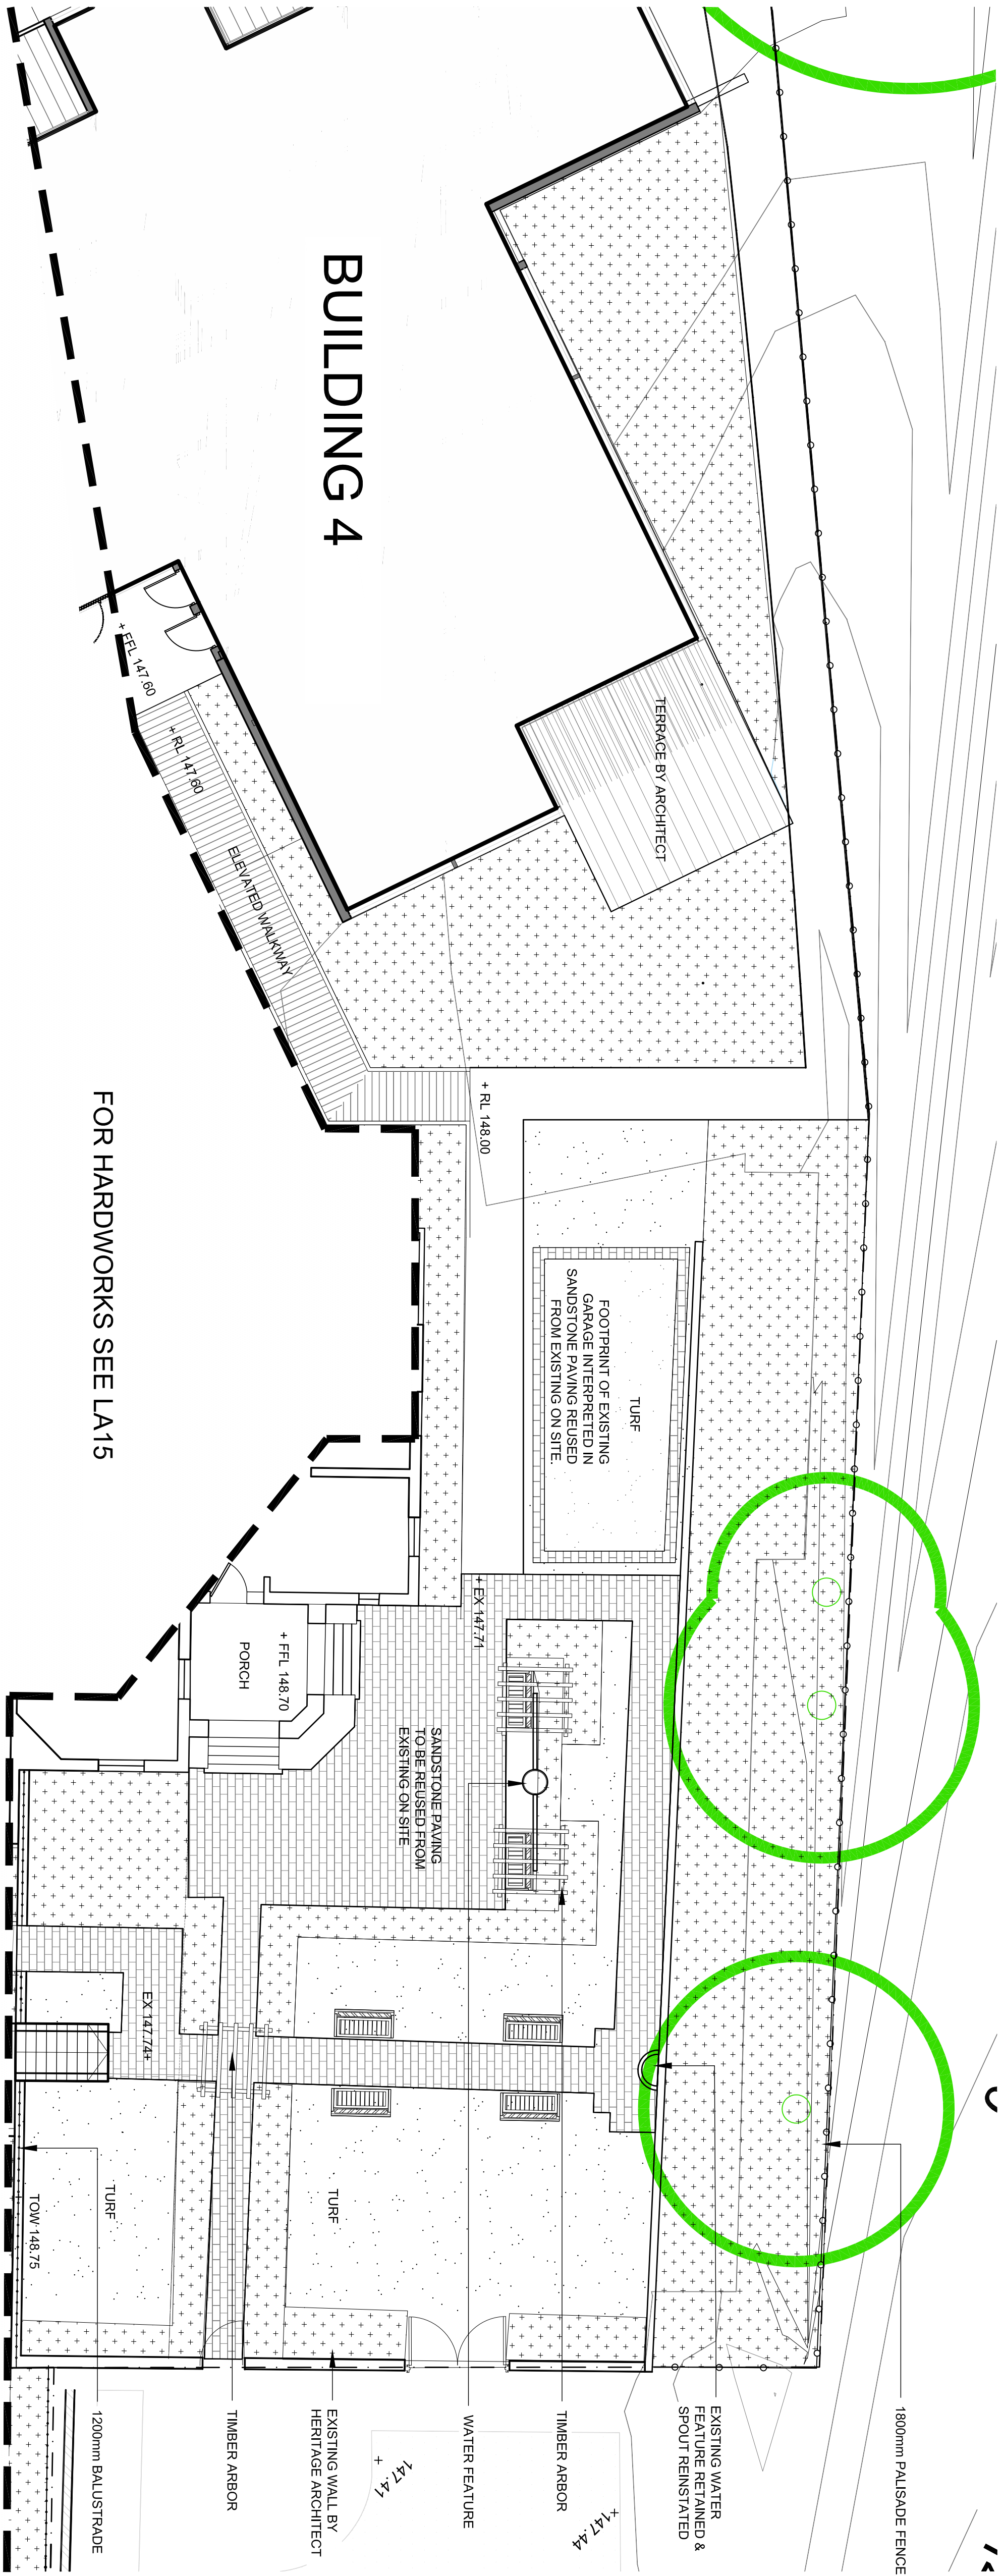 BUILDING 4
TERRACE BY ARCHITECT
+ FFL 147.60
+ RL 147.60
ELEVATED WALKWAY
+ RL 148.00
FOR HARDWORKS SEE LA15
TURF
FOOTPRINT OF EXISTING
GARAGE INTERPRETED IN
SANDSTONE PAVING REUSED
FROM EXISTING ON SITE.
+ EX 147.71
+ FFL 148.70
PORCH
SANDSTONE PAVING
TO BE REUSED FROM
EXISTING ON SITE
EX 147.74+
TURF
TURF
TOW 148.75
1800mm PALISADE FENCE
EXISTING WATER
FEATURE RETAINED &
SPOUT REINSTATED
TIMBER ARBOR
WATER FEATURE
EXISTING WALL BY
HERITAGE ARCHITECT
TIMBER ARBOR
1200mm BALUSTRADE
+147.44
147.41
+